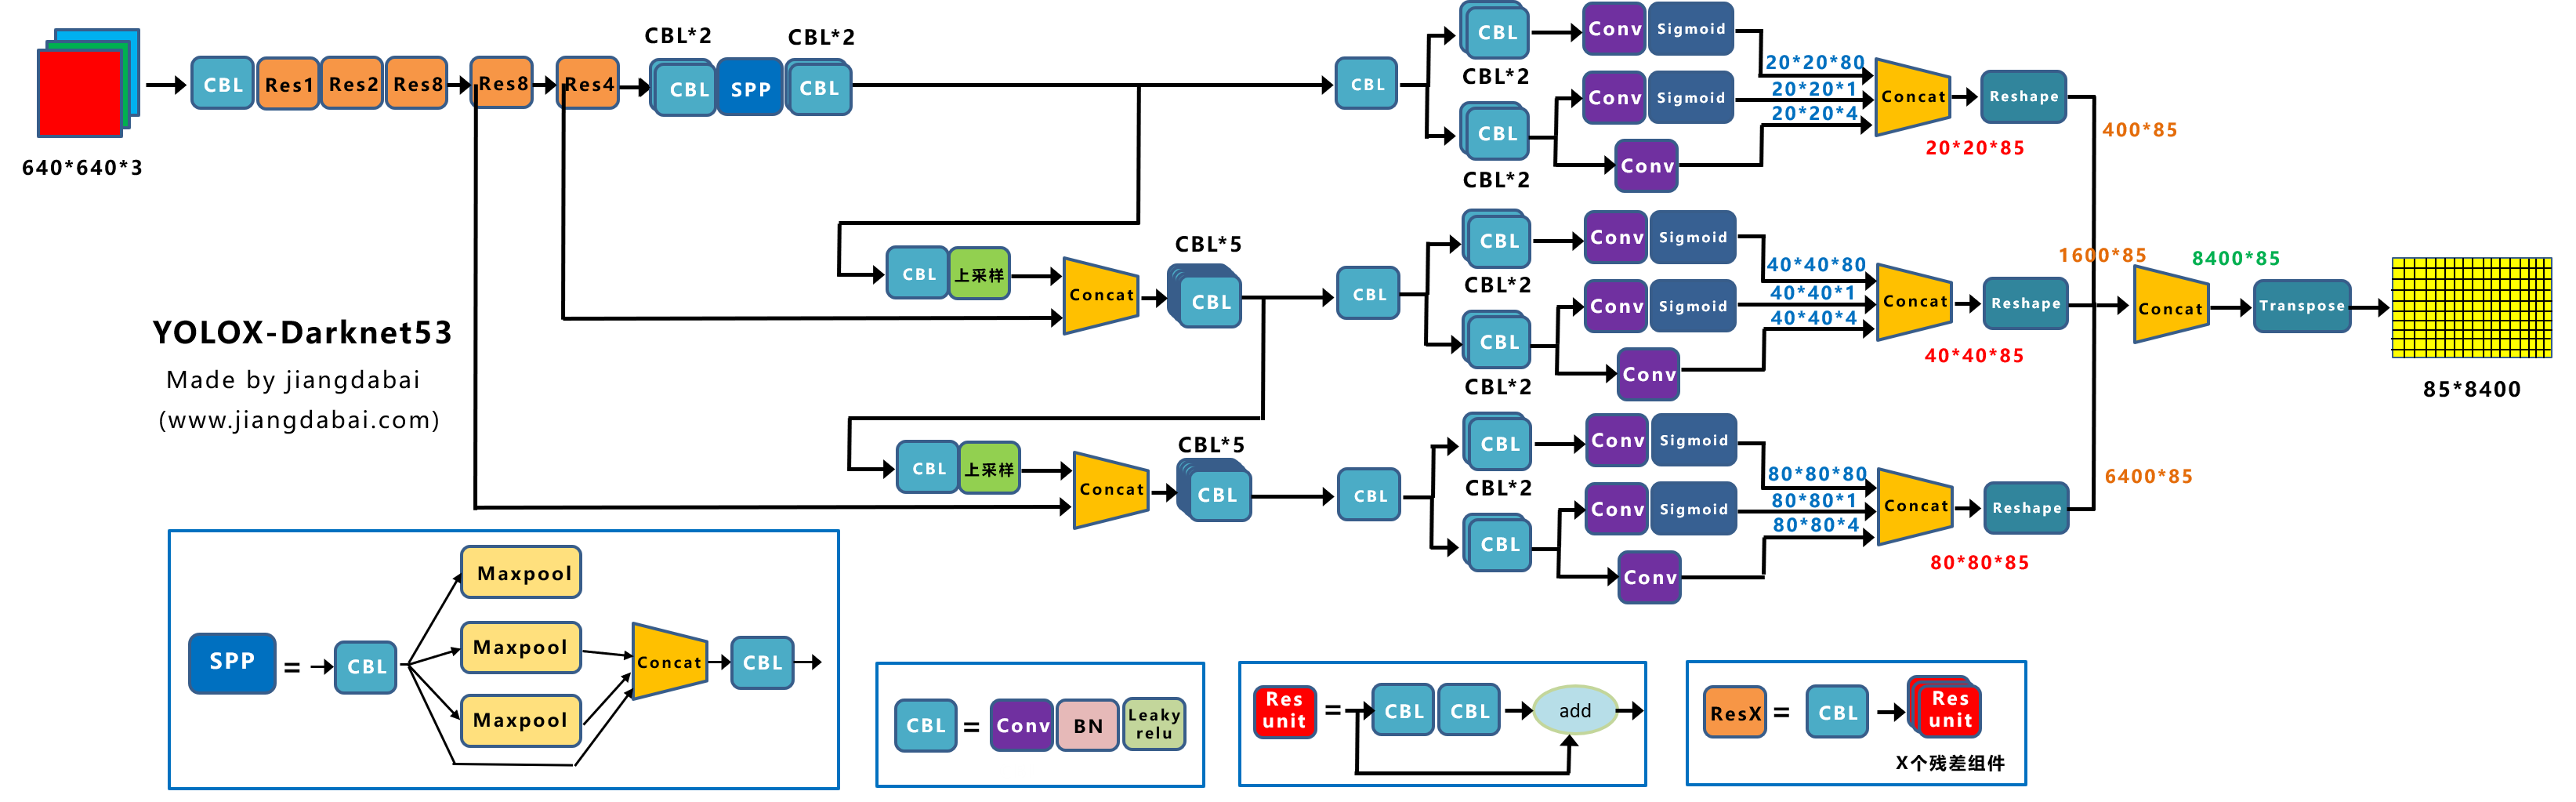 640*640*3
CBL
Res1
Res2
Res8
Res8
Res4
CBL*2
CBL
SPP
CBL*2
CBL
CBL
CBL
CBL*2
CBL
CBL*2
Conv
Sigmoid
Conv
Sigmoid
Conv
20*20*80
20*20*1
20*20*4
Concat
20*20*85
Reshape
400*85
CBL
上采样
Concat
CBL*5
CBL
CBL
CBL
CBL*2
CBL
CBL*2
Conv
Sigmoid
Conv
Sigmoid
Conv
40*40*80
40*40*1
40*40*4
Concat
40*40*85
Reshape
1600*85
Concat
8400*85
Transpose
85*8400
YOLOX-Darknet53
Made by jiangdabai
(www.jiangdabai.com)
CBL
上采样
Concat
CBL*5
CBL
CBL
CBL
CBL*2
CBL
Conv
Sigmoid
Conv
Sigmoid
Conv
80*80*80
80*80*1
80*80*4
Concat
80*80*85
Reshape
6400*85
SPP
=
CBL
Maxpool
Maxpool
Maxpool
Concat
CBL
CBL
=
Conv
BN
Leaky
relu
Res
unit
=
CBL
CBL
add
ResX
=
CBL
Res
unit
X个残差组件